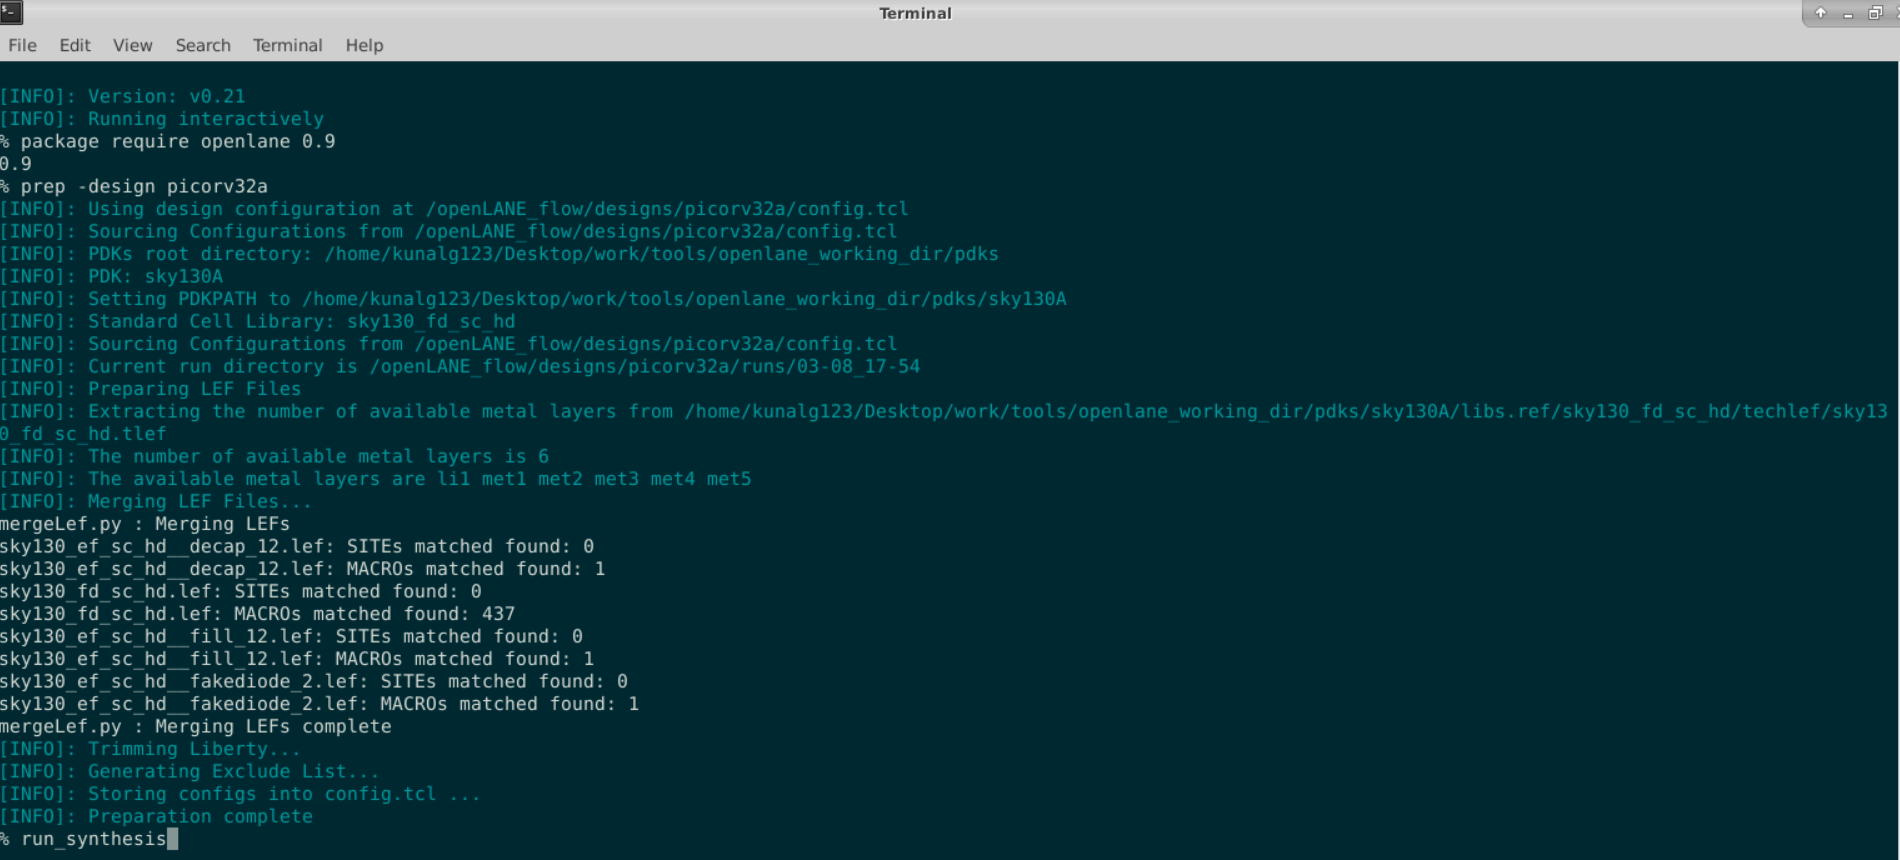 Terminal
File Edit View Search Terminal Help
[INFO]: Version: v0.21
[INFO]: Running interactively
% package require openlane 0.9
0.9
% prep -design picorv32a
[INFO]: Using design configuration at /openLANE_flow/designs/picorv32a/config.tcl
[INFO]: Sourcing Configurations from /openLANE_flow/designs/picorv32a/config.tcl
[INFO]: PDKs root directory: /home/kunalg123/Desktop/work/tools/openlane_working_dir/pdks
[INFO]: PDK: sky130A
[INFO]: Setting PDKPATH to /home/kunalg123/Desktop/work/tools/openlane_working_dir/pdks/sky130A
[INFO]: Standard Cell Library: sky130_fd_sc_hd
[INFO]: Sourcing Configurations from /openLANE_flow/designs/picorv32a/config.tcl
[INFO]: Current run directory is /openLANE_flow/designs/picorv32a/runs/03-08_17-54
[INFO]: Preparing LEF Files
[INFO]: Extracting the number of available metal layers from /home/kunalg123/Desktop/work/tools/openlane_working_dir/pdks/sky130A/libs.ref/sky130_fd_sc_hd/techlef/sky13
0_fd_sc_hd.tlef
[INFO]: The number of available metal layers is 6
[INFO]: The available metal layers are li1 met1 met2 met3 met4 met5
[INFO]: Merging LEF Files...
mergeLef.py : Merging LEFs
sky130_ef_sc_hd__decap_12.lef: SITEs matched found: 0
sky130_ef_sc_hd__decap_12.lef: MACROs matched found: 1
sky130_fd_sc_hd.lef: SITEs matched found: 0
sky130_fd_sc_hd.lef: MACROs matched found: 437
sky130_ef_sc_hd__fill_12.lef: SITEs matched found: 0
sky130_ef_sc_hd__fill_12.lef: MACROs matched found: 1
sky130_ef_sc_hd__fakediode_2.lef: SITEs matched found: 0
sky130_ef_sc_hd__fakediode_2.lef: MACROs matched found: 1
mergeLef.py : Merging LEFs complete
[INFO]: Trimming Liberty...
[INFO]: Generating Exclude List...
[INFO]: Storing configs into config.tcl ...
[INFO]: Preparation complete
% run_synthesis